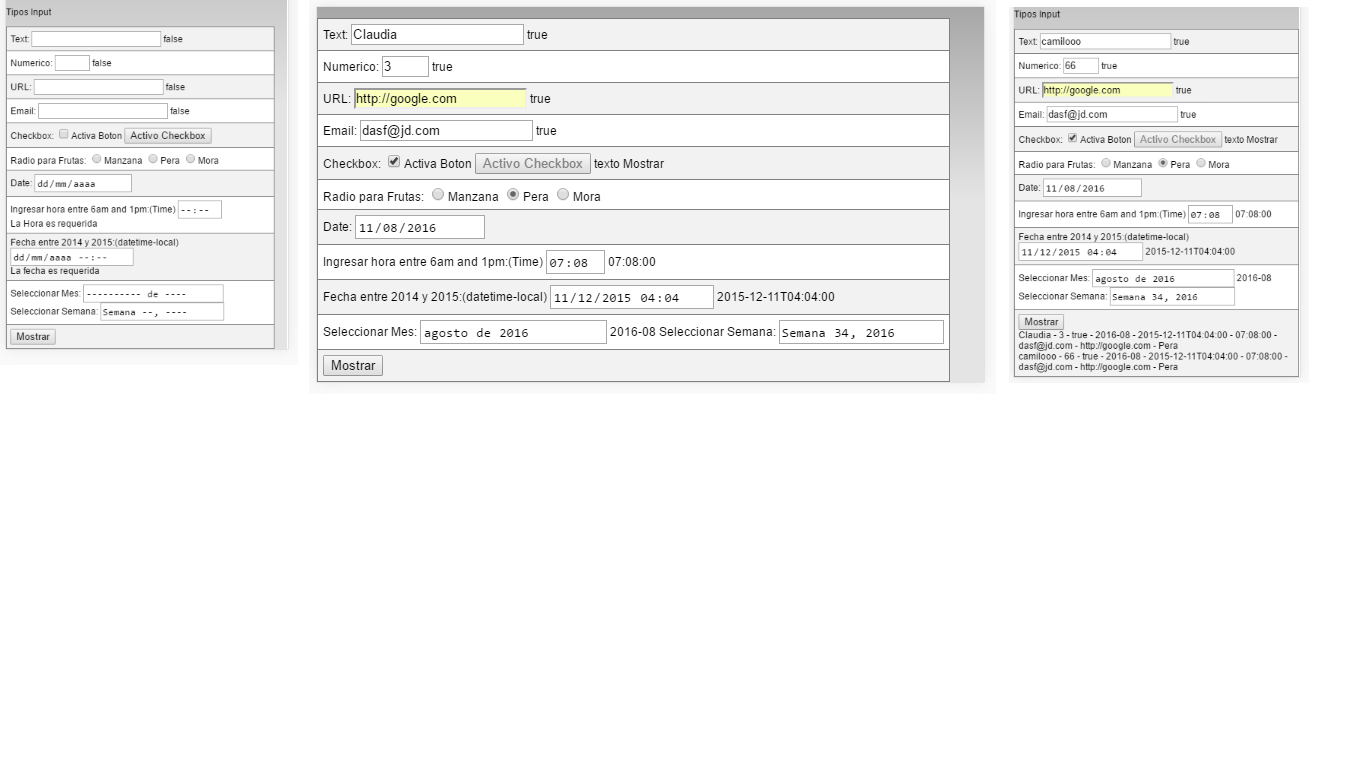 Tipos Input
Text: false
Numerico: false
URL: false
Email: false
Checkbox: Activa Boton Activo Checkbox
Radio para Frutas: Manzana Pera Mora
Date: dd/mm/aaaa
Ingresar hora entre 6am and 1pm:(Time) --:--
La Hora es requerida
Fecha entre 2014 y 2015:(datetime-local)
dd/mm/aaaa --:--
La fecha es requerida
Seleccionar Mes: ---------- de ----
Seleccionar Semana: Semana --, ----
Mostrar
Text: Claudia true
Numerico: 3 true
URL: http://google.com true
Email: dasf@jd.com true
Checkbox: Activa Boton Activo Checkbox texto Mostrar
Radio para Frutas: Manzana Pera Mora
Date: 11/08/2016
Ingresar hora entre 6am and 1pm:(Time) 07:08 07:08:00
Fecha entre 2014 y 2015:(datetime-local) 11/12/2015 04:04 2015-12-11T04:04:00
Seleccionar Mes: agosto de 2016 2016-08 Seleccionar Semana: Semana 34, 2016
Mostrar
Tipos Input
Text: camilooo true
Numerico: 66 true
URL: http://google.com true
Email: dasf@jd.com true
Checkbox: Activa Boton Activo Checkbox texto Mostrar
Radio para Frutas: Manzana Pera Mora
Date: 11/08/2016
Ingresar hora entre 6am and 1pm:(Time) 07:08 07:08:00
Fecha entre 2014 y 2015:(datetime-local)
11/12/2015 04:04 2015-12-11T04:04:00
Seleccionar Mes: agosto de 2016 2016-08
Seleccionar Semana: Semana 34, 2016
Mostrar
Claudia - 3 - true - 2016-08 - 2015-12-11T04:04:00 - 07:08:00 -
dasf@jd.com - http://google.com - Pera
camilooo - 66 - true - 2016-08 - 2015-12-11T04:04:00 - 07:08:00 -
dasf@jd.com - http://google.com - Pera